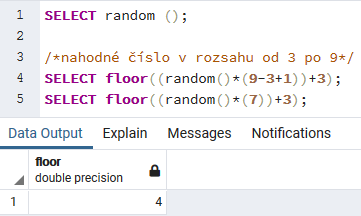 1 SELECT random ();
2
3 /*nahodné číslo v rozsahu od 3 po 9*/
4 SELECT floor((random()*(9-3+1))+3);
5 SELECT floor((random()*(7))+3);
Data Output Explain Messages Notifications
floor
double precision
1 4